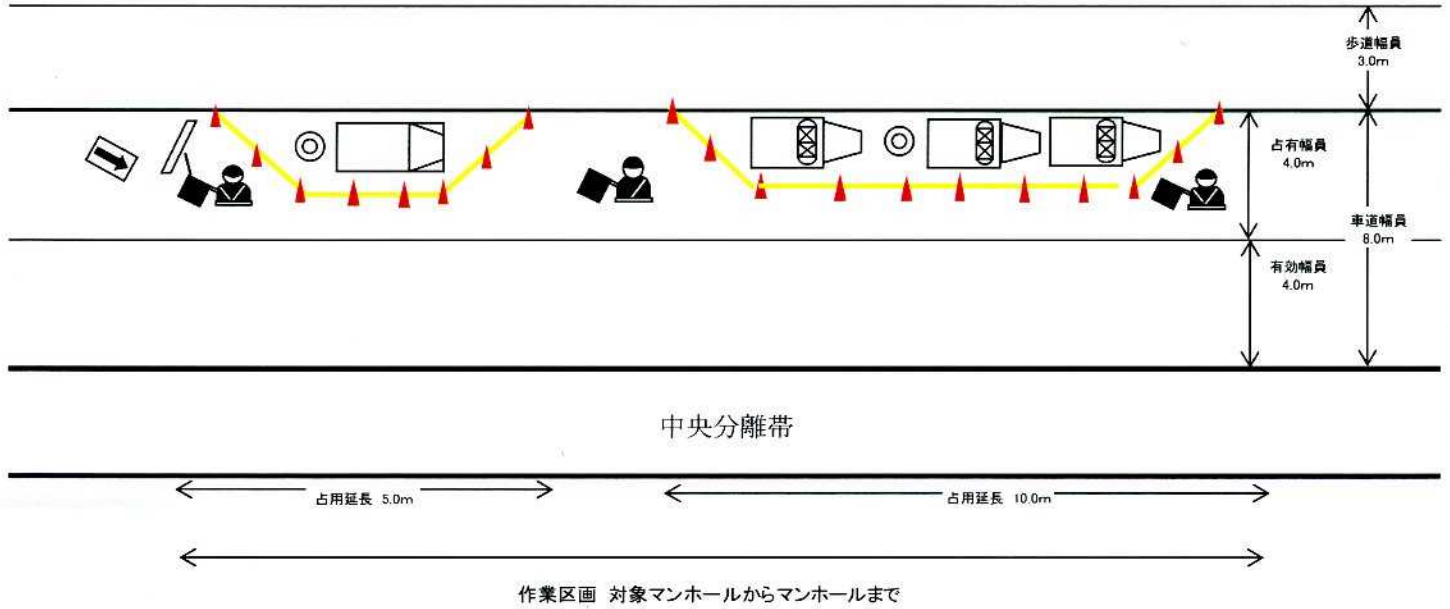 歩道幅員
3.0m
占有幅員
4.0m
車道幅員
8.0m
有効幅員
4.0m
中央分離帯
占用延長 5.0m
占用延長 10.0m
作業区画 対象マンホールからマンホールまで